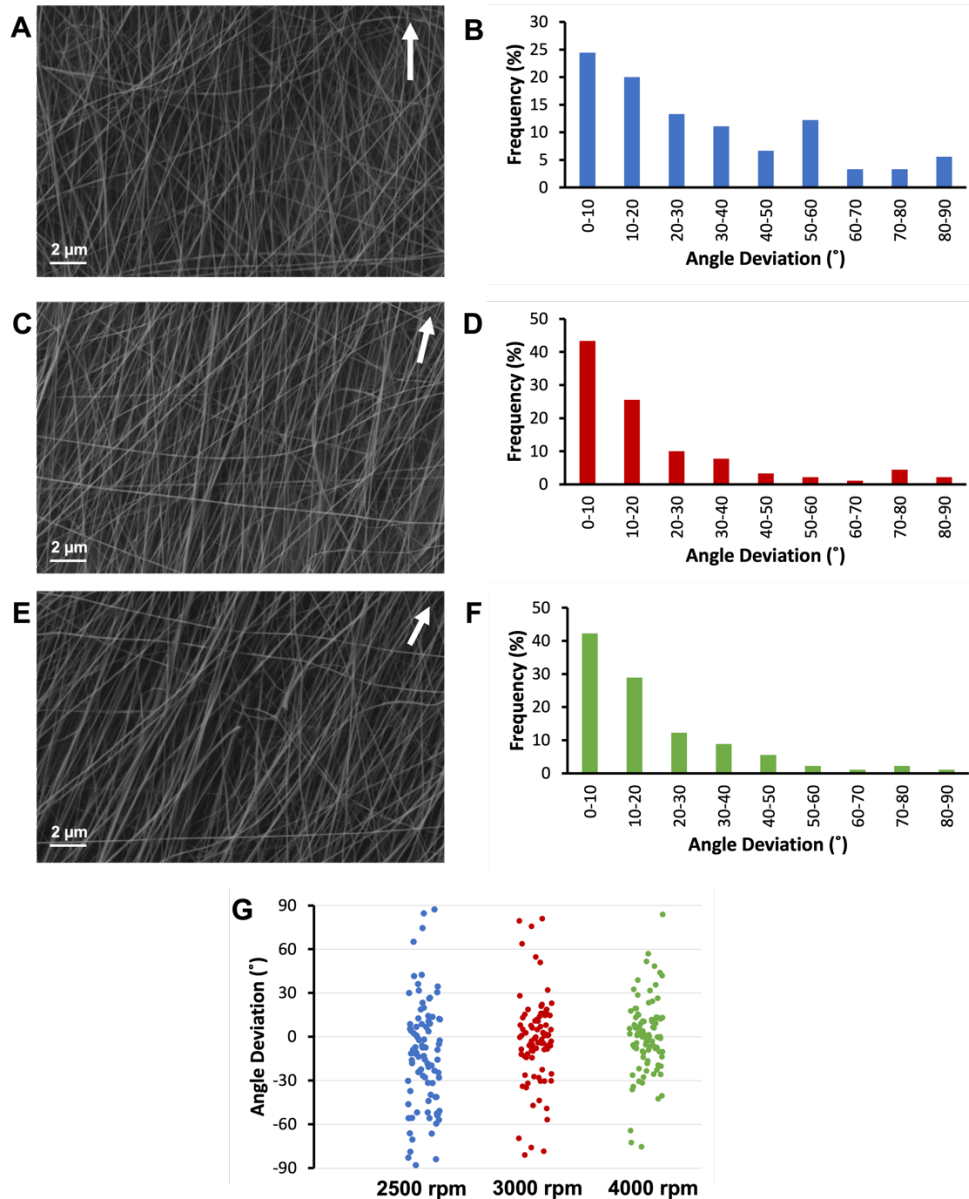 A
2 µm
B
Frequency (%)
30
25
20
15
10
5
0
0-10
10-20
20-30
30-40
40-50
50-60
60-70
70-80
80-90
Angle Deviation (˚)
C
2 µm
D
Frequency (%)
50
40
30
20
10
0
0-10
10-20
20-30
30-40
40-50
50-60
60-70
70-80
80-90
Angle Deviation (˚)
E
2 µm
F
Frequency (%)
50
40
30
20
10
0
0-10
10-20
20-30
30-40
40-50
50-60
60-70
70-80
80-90
Angle Deviation (˚)
G
Angle Deviation (˚)
90
60
30
0
-30
-60
-90
2500 rpm 3000 rpm 4000 rpm